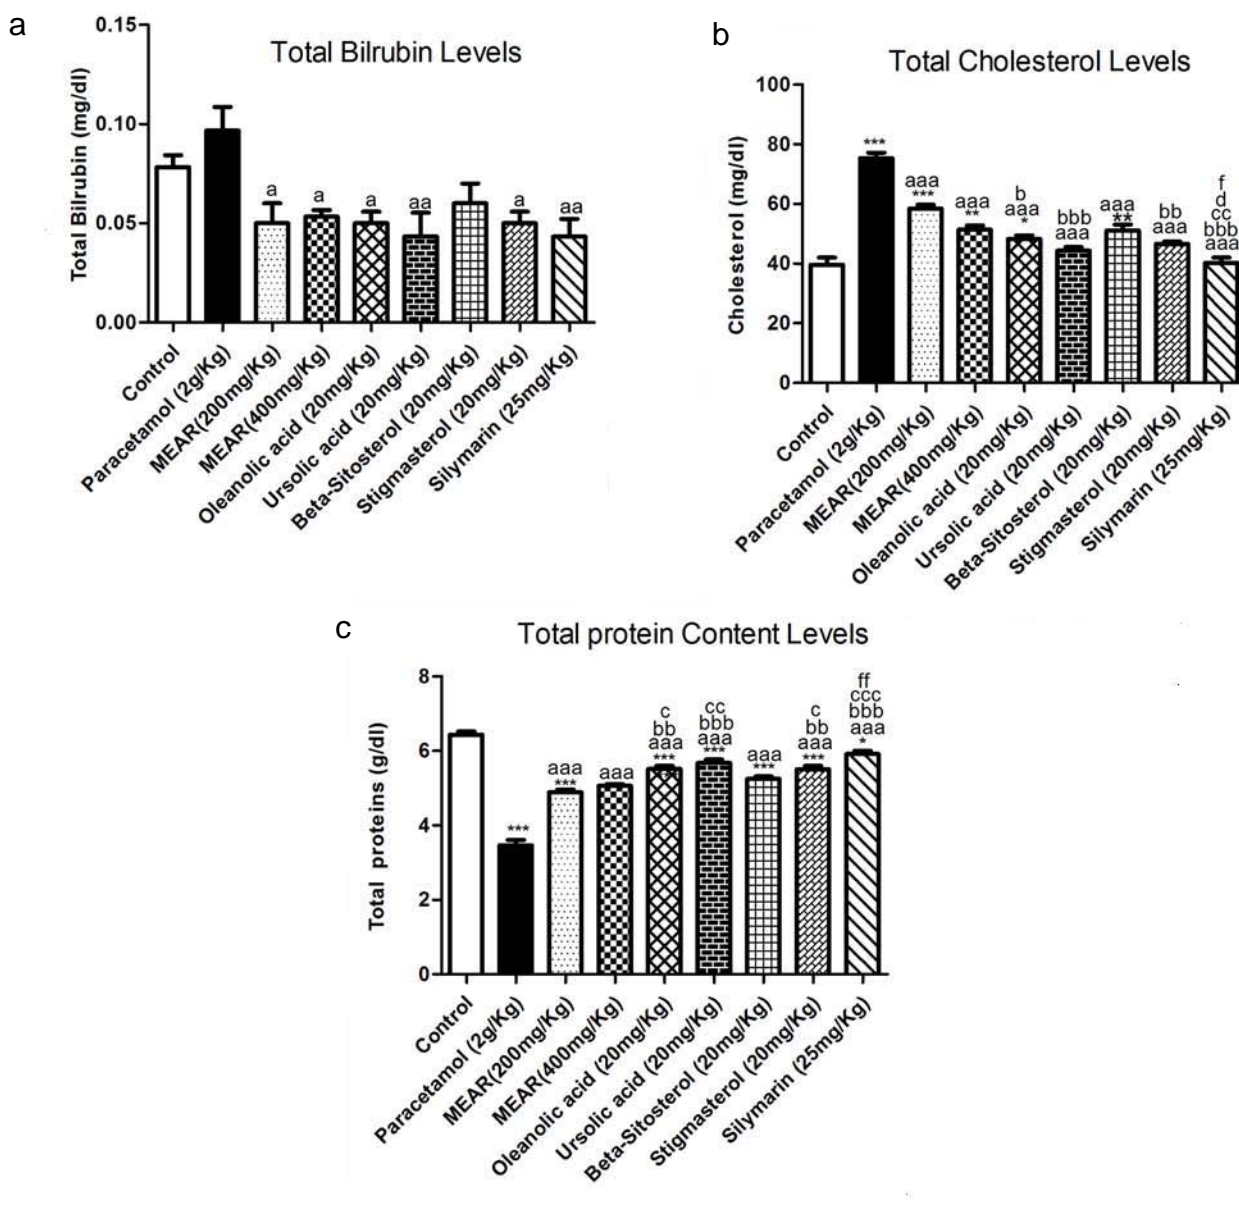 a
Total Bilrubin Levels
Total Bilrubin (mg/dl)
0.15
0.10
0.05
0.00
a
a
a
aa
a
aa
Control
Paracetamol (2g/Kg)
MEAR(200mg/Kg)
MEAR(400mg/Kg)
Oleanolic acid (20mg/Kg)
Ursolic acid (20mg/Kg)
Beta-Sitosterol (20mg/Kg)
Stigmasterol (20mg/Kg)
Silymarin (25mg/Kg)
b
Total Cholesterol Levels
Cholesterol (mg/dl)
100
80
60
40
20
0
***
aaa
***
aaa
**
b
aaa
*
bbb
aaa
aaa
**
bb
aaa
f
d
cc
bbb
aaa
Control
Paracetamol (2g/Kg)
MEAR(200mg/Kg)
MEAR(400mg/Kg)
Oleanolic acid (20mg/Kg)
Ursolic acid (20mg/Kg)
Beta-Sitosterol (20mg/Kg)
Stigmasterol (20mg/Kg)
Silymarin (25mg/Kg)
c
Total protein Content Levels
Total proteins (g/dl)
8
6
4
2
0
***
aaa
***
aaa
c
bb
aaa
***
cc
bbb
aaa
***
aaa
***
c
bb
aaa
***
ff
ccc
bbb
aaa
*
Control
Paracetamol (2g/Kg)
MEAR(200mg/Kg)
MEAR(400mg/Kg)
Oleanolic acid (20mg/Kg)
Ursolic acid (20mg/Kg)
Beta-Sitosterol (20mg/Kg)
Stigmasterol (20mg/Kg)
Silymarin (25mg/Kg)